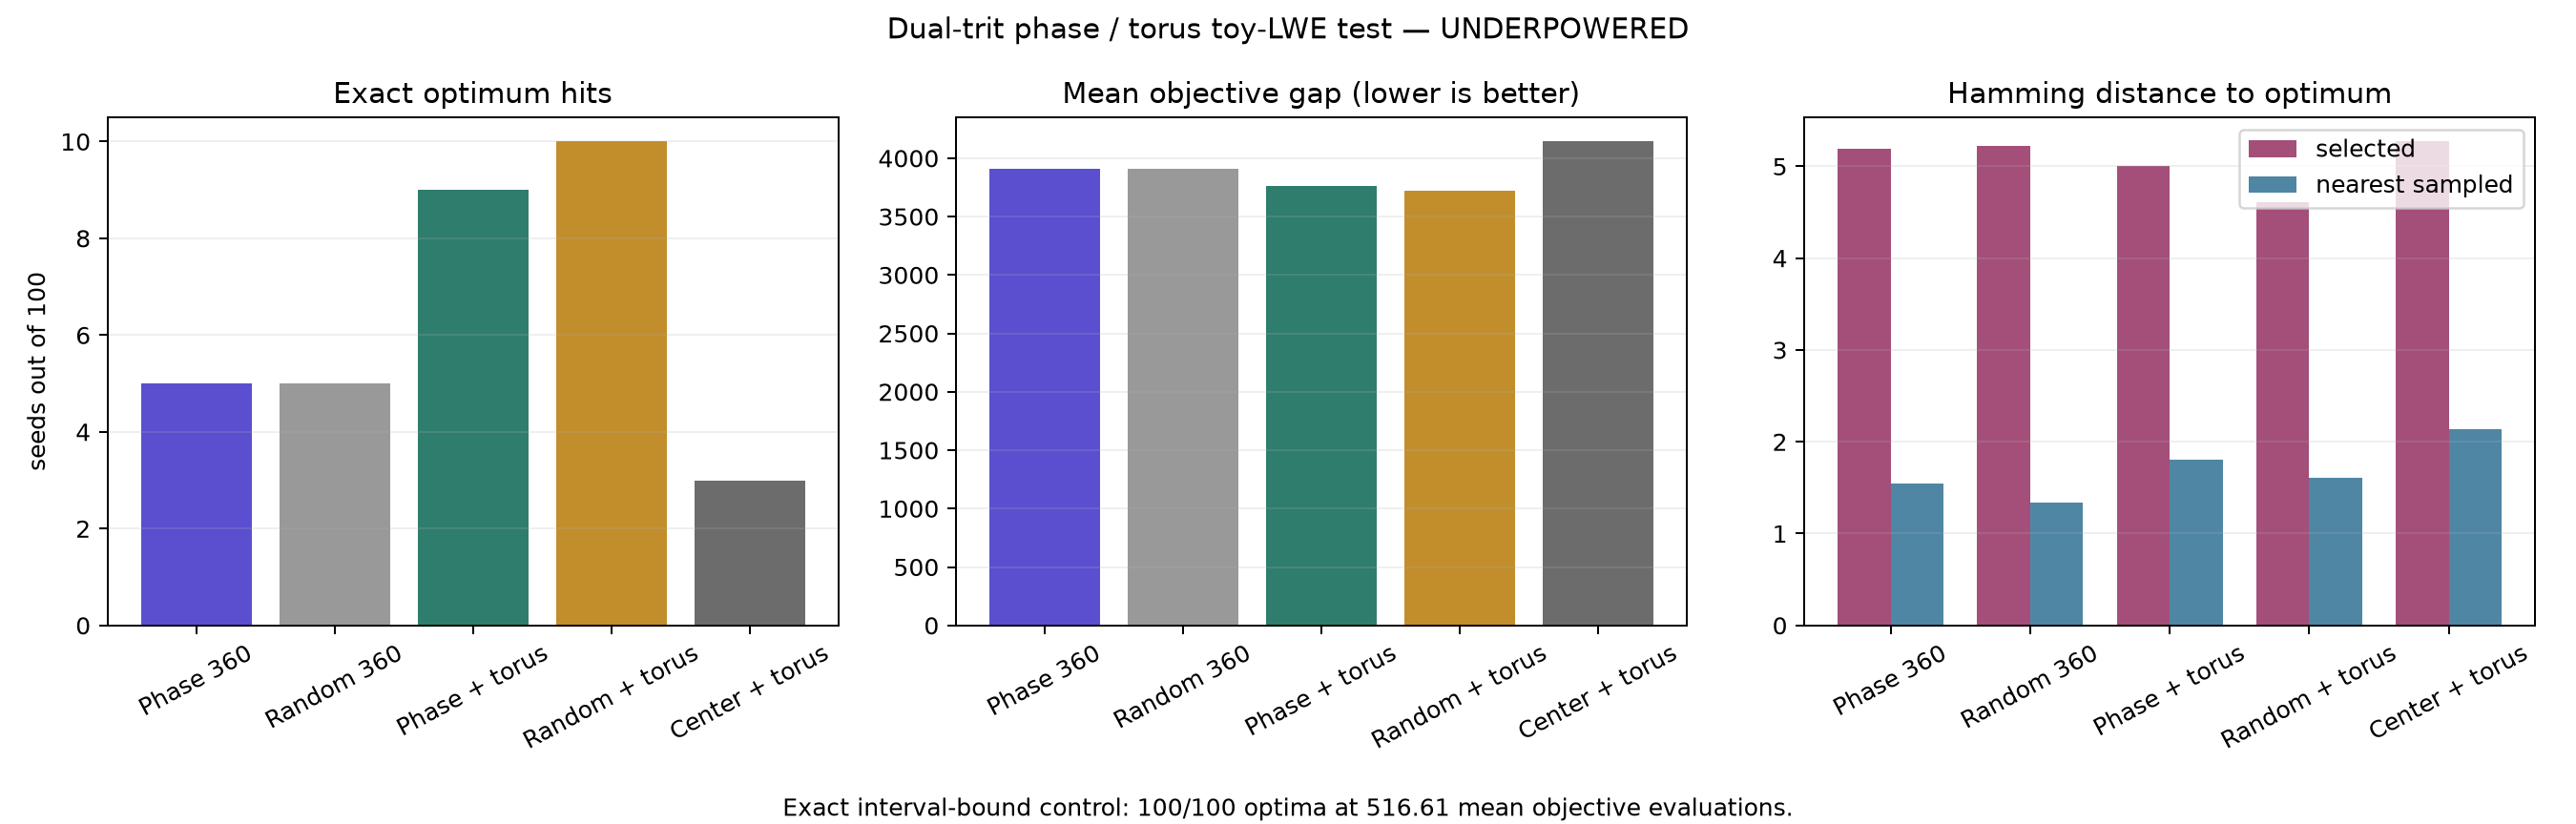 Dual-trit phase / torus toy-LWE test — UNDERPOWERED
Exact optimum hits
seeds out of 100
10
8
6
4
2
0
Phase 360
Random 360
Phase + torus
Random + torus
Center + torus
Mean objective gap (lower is better)
4000
3500
3000
2500
2000
1500
1000
500
0
Phase 360
Random 360
Phase + torus
Random + torus
Center + torus
Hamming distance to optimum
selected
nearest sampled
5
4
3
2
1
0
Phase 360
Random 360
Phase + torus
Random + torus
Center + torus
Exact interval-bound control: 100/100 optima at 516.61 mean objective evaluations.